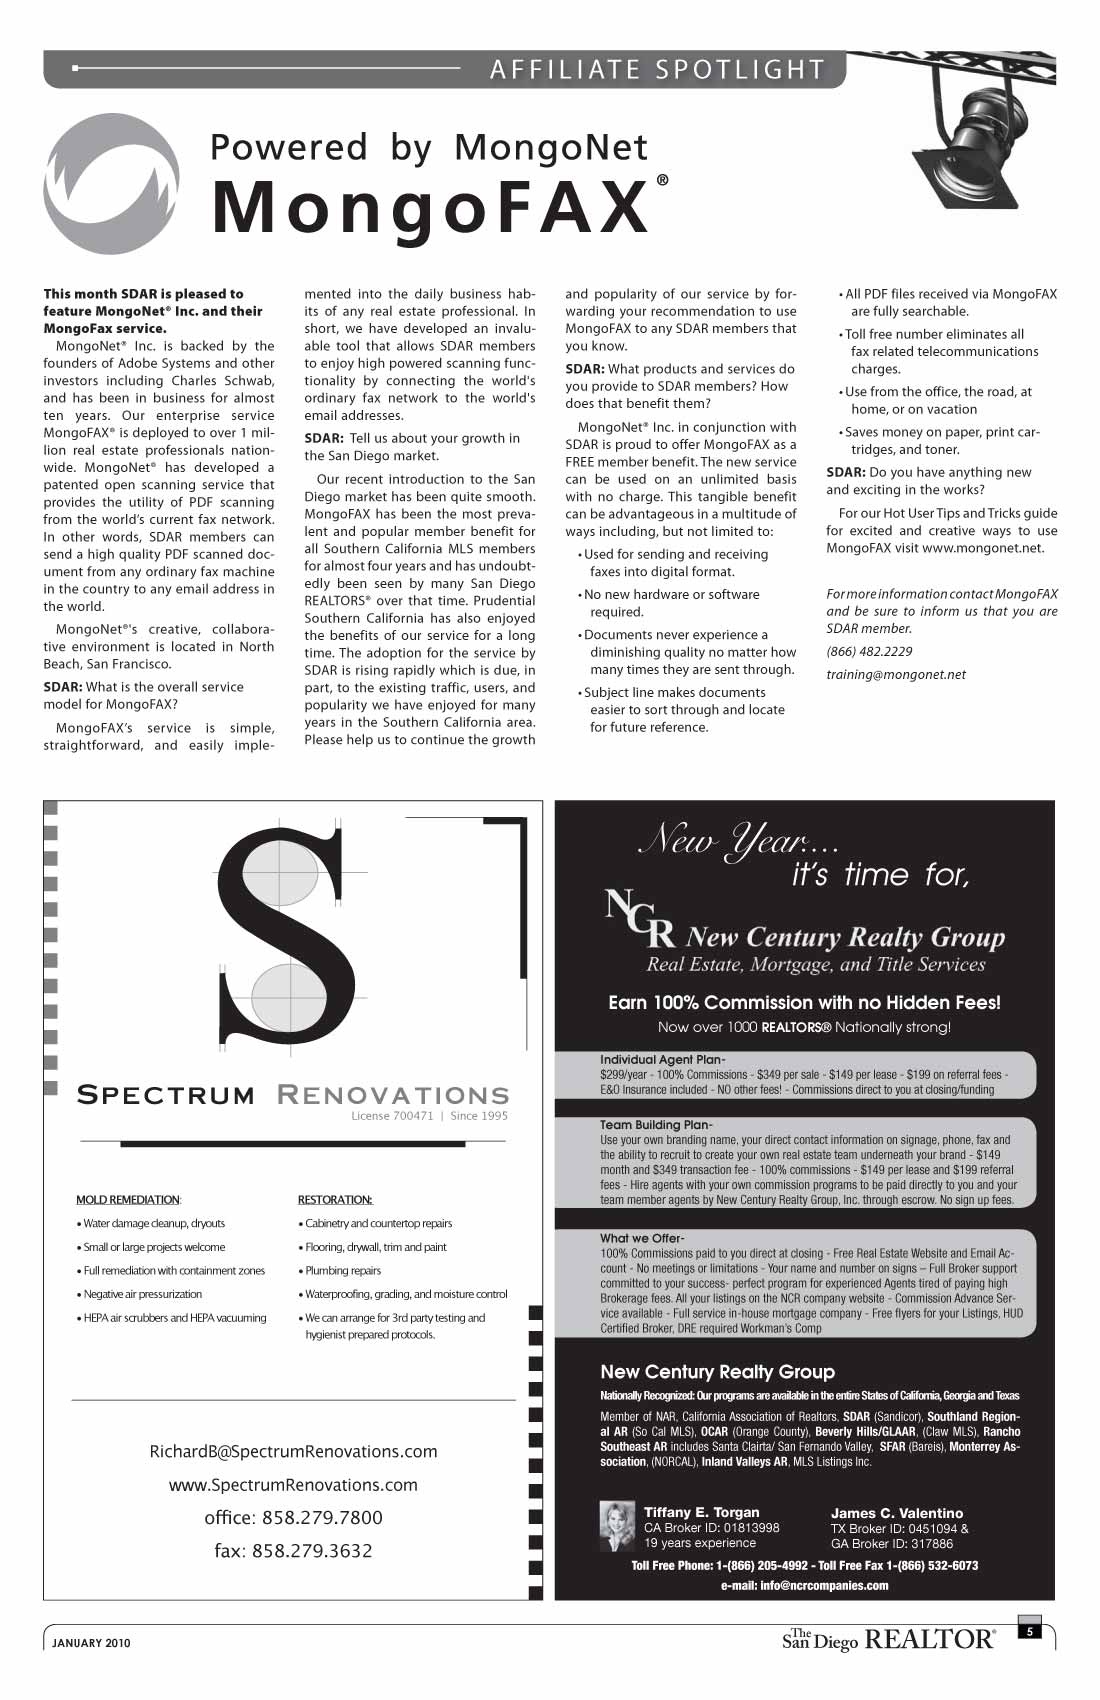 AFFILIATE SPOTLIGHT
Powered by MongoNet
MongoFAX®
This month SDAR is pleased to
feature MongoNet® Inc. and their
MongoFax service.
MongoNet® Inc. is backed by the
founders of Adobe Systems and other
investors including Charles Schwab,
and has been in business for almost
ten years. Our enterprise service
MongoFAX® is deployed to over 1 mil-
lion real estate professionals nation-
wide. MongoNet® has developed a
patented open scanning service that
provides the utility of PDF scanning
from the world's current fax network.
In other words, SDAR members can
send a high quality PDF scanned doc-
ument from any ordinary fax machine
in the country to any email address in
the world.
MongoNet®'s creative, collabora-
tive environment is located in North
Beach, San Francisco.
SDAR: What is the overall service
model for MongoFAX?
MongoFAX's service is simple,
straightforward, and easily imple-
mented into the daily business hab-
its of any real estate professional. In
short, we have developed an invalu-
able tool that allows SDAR members
to enjoy high powered scanning func-
tionality by connecting the world's
ordinary fax network to the world's
email addresses.
SDAR: Tell us about your growth in
the San Diego market.
Our recent introduction to the San
Diego market has been quite smooth.
MongoFAX has been the most preva-
lent and popular member benefit for
all Southern California MLS members
for almost four years and has undoubt-
edly been seen by many San Diego
REALTORS® over that time. Prudential
Southern California has also enjoyed
the benefits of our service for a long
time. The adoption for the service by
SDAR is rising rapidly which is due, in
part, to the existing traffic, users, and
popularity we have enjoyed for many
years in the Southern California area.
Please help us to continue the growth
and popularity of our service by for-
warding your recommendation to use
MongoFAX to any SDAR members that
you know.
SDAR: What products and services do
you provide to SDAR members? How
does that benefit them?
MongoNet® Inc. in conjunction with
SDAR is proud to offer MongoFAX as a
FREE member benefit. The new service
can be used on an unlimited basis
with no charge. This tangible benefit
can be advantageous in a multitude of
ways including, but not limited to:
• Used for sending and receiving
faxes into digital format.
• No new hardware or software
required.
• Documents never experience a
diminishing quality no matter how
many times they are sent through.
• Subject line makes documents
easier to sort through and locate
for future reference.
• All PDF files received via MongoFAX
are fully searchable.
• Toll free number eliminates all
fax related telecommunications
charges.
• Use from the office, the road, at
home, or on vacation
• Saves money on paper, print car-
tridges, and toner.
SDAR: Do you have anything new
and exciting in the works?
For our Hot User Tips and Tricks guide
for excited and creative ways to use
MongoFAX visit www.mongonet.net.
For more information contact MongoFAX
and be sure to inform us that you are
SDAR member.
(866) 482.2229
training@mongonet.net
S
SPECTRUM RENOVATIONS
License 700471 | Since 1995
MOLD REMEDIATION:
• Water damage cleanup, dryouts
• Small or large projects welcome
• Full remediation with containment zones
• Negative air pressurization
• HEPA air scrubbers and HEPA vacuuming
RESTORATION:
• Cabinetry and countertop repairs
• Flooring, drywall, trim and paint
• Plumbing repairs
• Waterproofing, grading, and moisture control
• We can arrange for 3rd party testing and
hygienist prepared protocols.
RichardB@SpectrumRenovations.com
www.SpectrumRenovations.com
office: 858.279.7800
fax: 858.279.3632
New Year....
it's time for,
NCR New Century Realty Group
Real Estate, Mortgage, and Title Services
Earn 100% Commission with no Hidden Fees!
Now over 1000 REALTORS® Nationally strong!
Individual Agent Plan-
$299/year - 100% Commissions - $349 per sale - $149 per lease - $199 on referral fees -
E&O Insurance included - NO other fees! - Commissions direct to you at closing/funding
Team Building Plan-
Use your own branding name, your direct contact information on signage, phone, fax and
the ability to recruit to create your own real estate team underneath your brand - $149
month and $349 transaction fee - 100% commissions - $149 per lease and $199 referral
fees - Hire agents with your own commission programs to be paid directly to you and your
team member agents by New Century Realty Group, Inc. through escrow. No sign up fees.
What we Offer-
100% Commissions paid to you direct at closing - Free Real Estate Website and Email Ac-
count - No meetings or limitations - Your name and number on signs – Full Broker support
committed to your success- perfect program for experienced Agents tired of paying high
Brokerage fees. All your listings on the NCR company website - Commission Advance Ser-
vice available - Full service in-house mortgage company - Free flyers for your Listings, HUD
Certified Broker, DRE required Workman's Comp
New Century Realty Group
Nationally Recognized: Our programs are available in the entire States of California, Georgia and Texas
Member of NAR, California Association of Realtors, SDAR (Sandicor), Southland Region-
al AR (So Cal MLS), OCAR (Orange County), Beverly Hills/GLAAR, (Claw MLS), Rancho
Southeast AR includes Santa Clairta/ San Fernando Valley, SFAR (Bareis), Monterrey As-
sociation, (NORCAL), Inland Valleys AR, MLS Listings Inc.
Tiffany E. Torgan
CA Broker ID: 01813998
19 years experience
James C. Valentino
TX Broker ID: 0451094 &
GA Broker ID: 317886
Toll Free Phone: 1-(866) 205-4992 - Toll Free Fax 1-(866) 532-6073
e-mail: info@ncrcompanies.com
JANUARY 2010
The San Diego REALTOR®
5